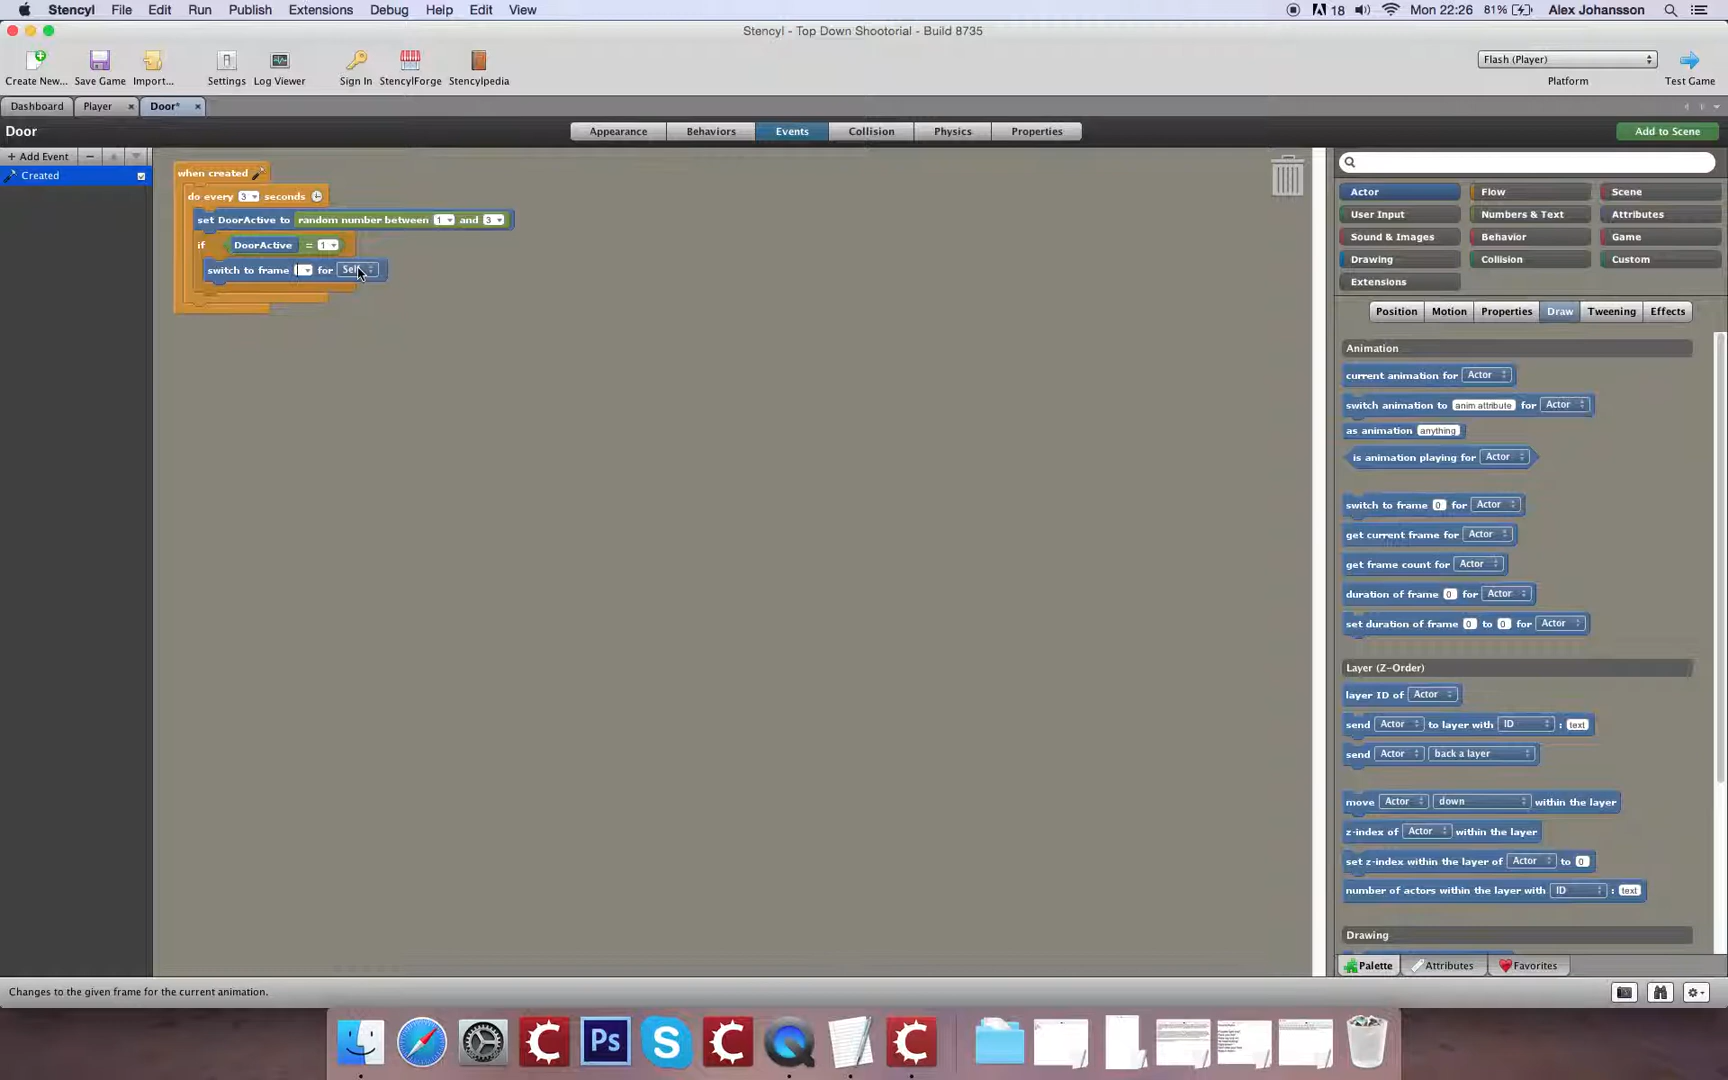 Stencyl File Edit Run Publish Extensions Debug Help Edit View 18 Mon 22:26 81% Alex Johansson
Stencyl - Top Down Shootorial - Build 8735
Create New... Save Game Import... Settings Log Viewer Sign In StencylForge Stencylpedia Flash (Player) Platform Test Game
Dashboard Player × Door* ×
Door Appearance Behaviors Events Collision Physics Properties Add to Scene
+ Add Event
Created
when created
do every 3 seconds
set DoorActive to random number between 1 and 3
if DoorActive = 1
switch to frame for Self
Actor Flow Scene
User Input Numbers & Text Attributes
Sound & Images Behavior Game
Drawing Collision Custom
Extensions
Position Motion Properties Draw Tweening Effects
Animation
current animation for Actor
switch animation to anim attribute for Actor
as animation anything
is animation playing for Actor
switch to frame 0 for Actor
get current frame for Actor
get frame count for Actor
duration of frame 0 for Actor
set duration of frame 0 to 0 for Actor
Layer (Z-Order)
layer ID of Actor
send Actor to layer with ID : text
send Actor back a layer
move Actor down within the layer
z-index of Actor within the layer
set z-index within the layer of Actor to 0
number of actors within the layer with ID : text
Drawing
Palette Attributes Favorites
Changes to the given frame for the current animation.
Ps